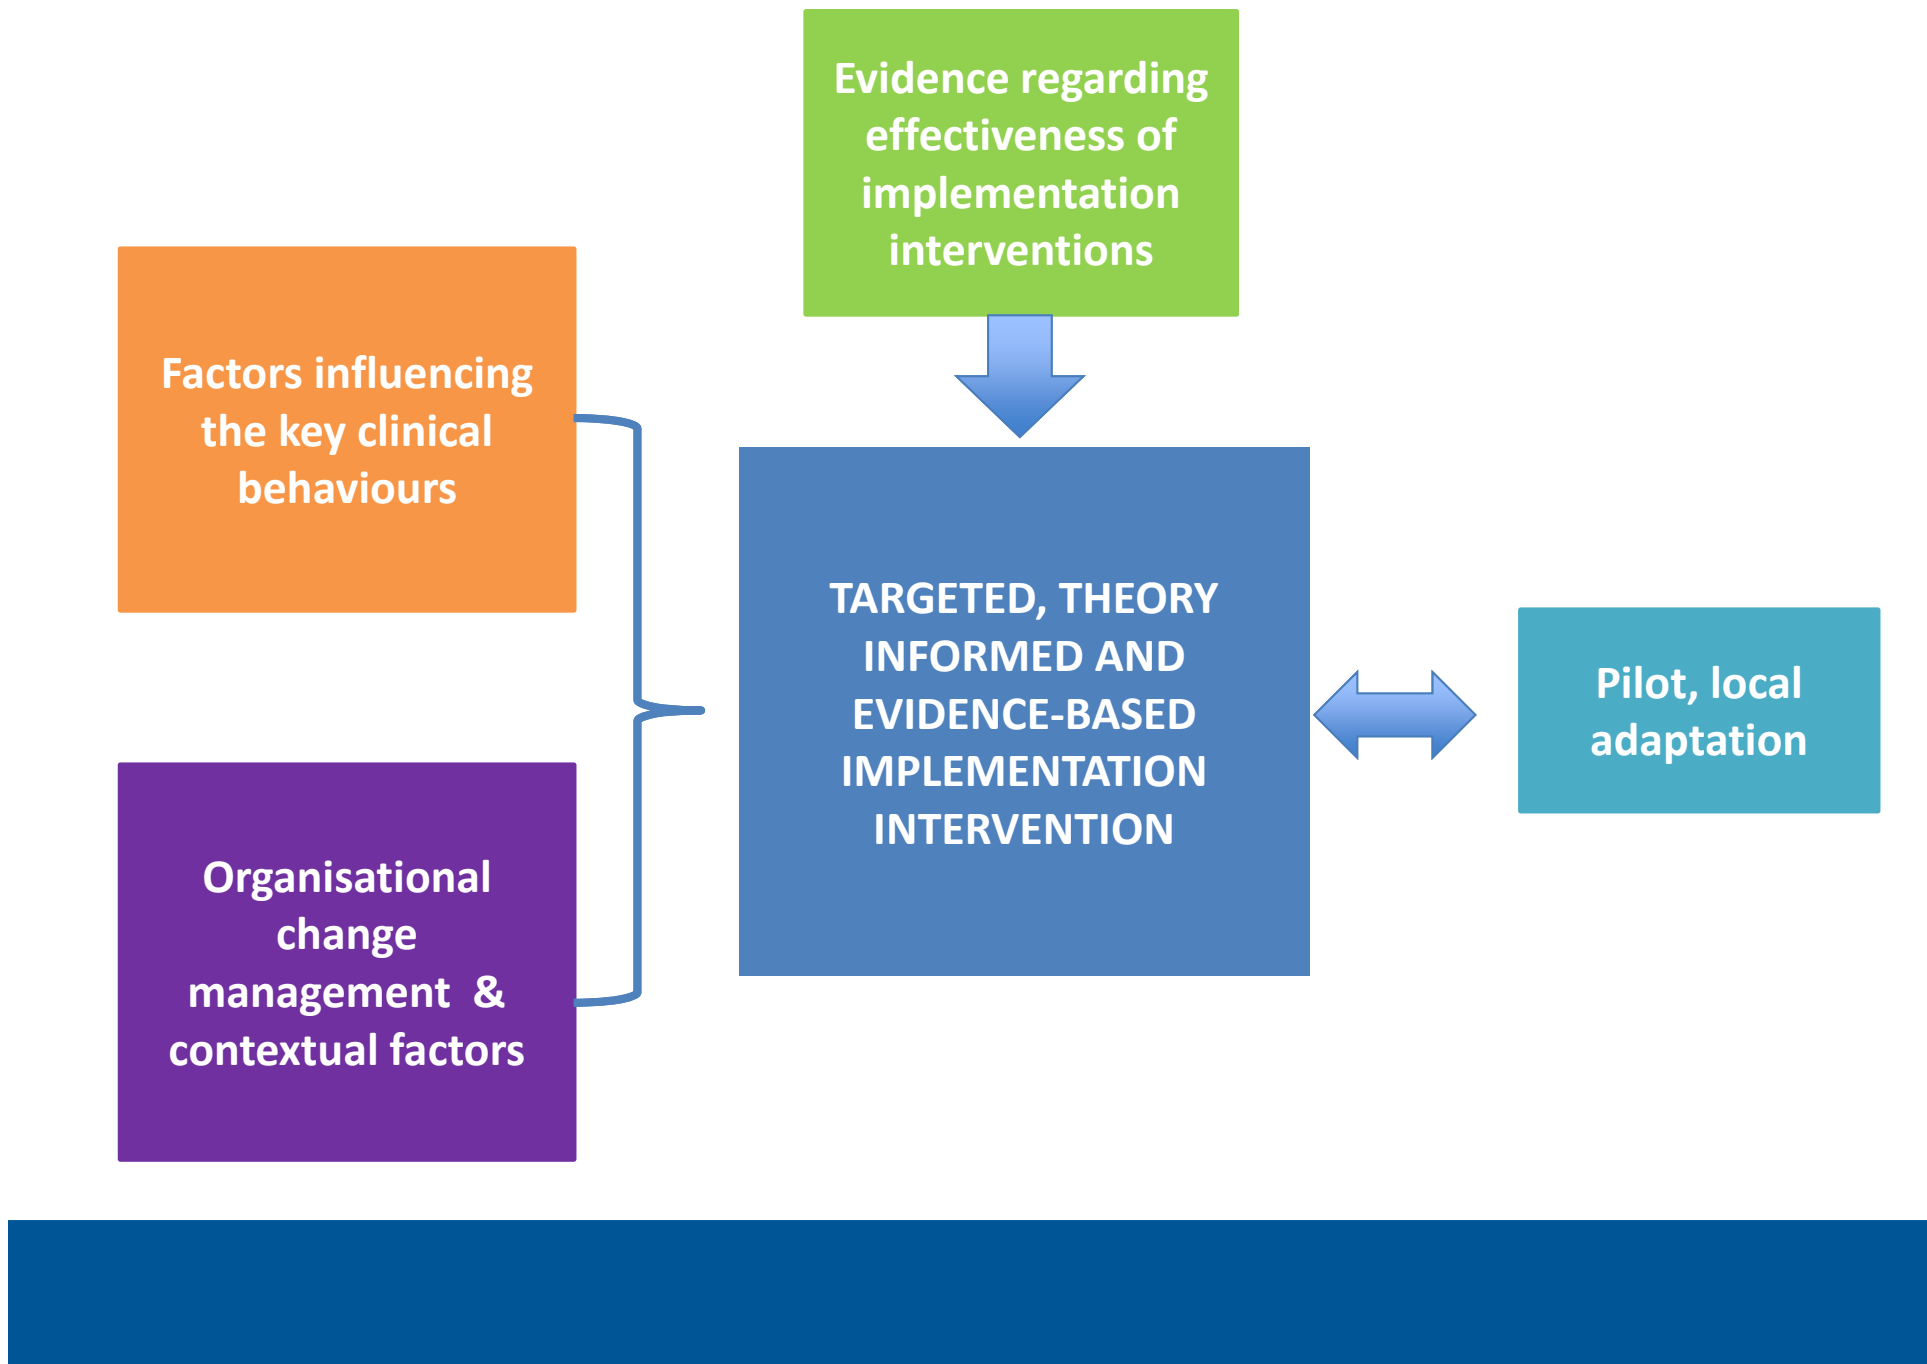 Evidence regarding
effectiveness of
implementation
interventions
Factors influencing
the key clinical
behaviours
TARGETED, THEORY
INFORMED AND
EVIDENCE-BASED
IMPLEMENTATION
INTERVENTION
Pilot, local
adaptation
Organisational
change
management  &
contextual factors